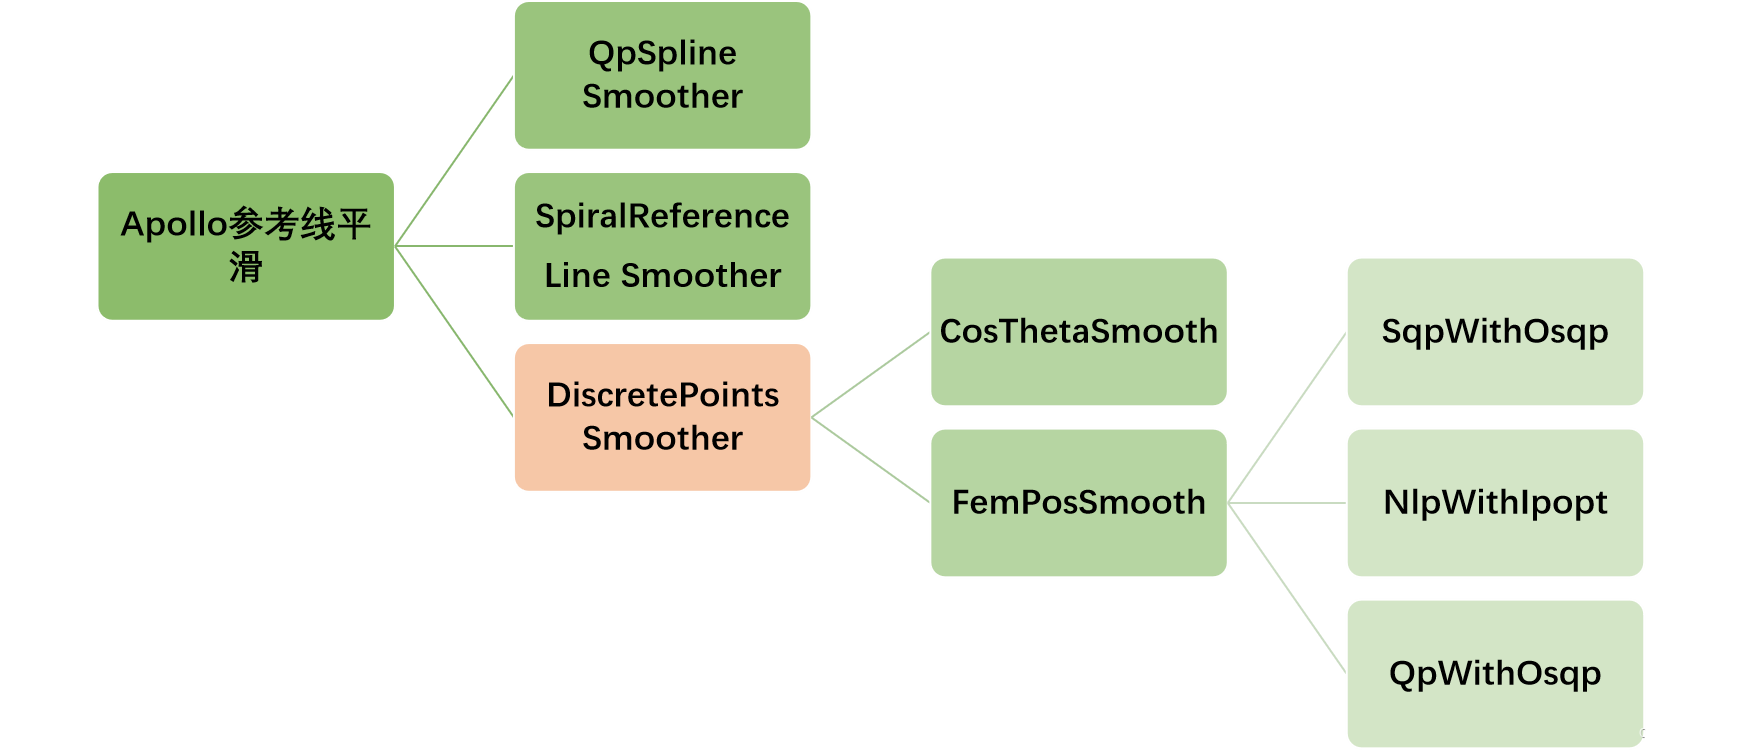 QpSpline
Smoother
Apollo参考线平
滑
SpiralReference
Line Smoother
DiscretePoints
Smoother
CosThetaSmooth
FemPosSmooth
SqpWithOsqp
NlpWithIpopt
QpWithOsqp